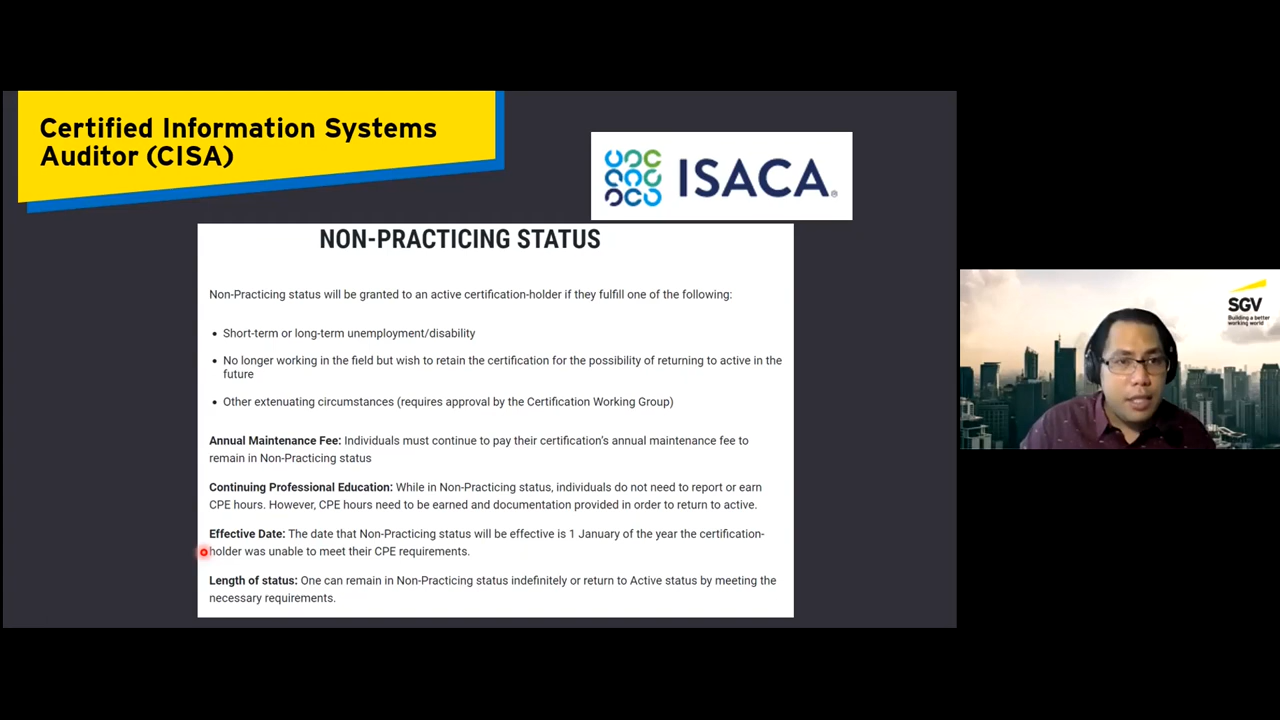 Certified Information Systems
Auditor (CISA)
ISACA®
NON-PRACTICING STATUS
Non-Practicing status will be granted to an active certification-holder if they fulfill one of the following:
• Short-term or long-term unemployment/disability
• No longer working in the field but wish to retain the certification for the possibility of returning to active in the
future
• Other extenuating circumstances (requires approval by the Certification Working Group)
Annual Maintenance Fee: Individuals must continue to pay their certification's annual maintenance fee to
remain in Non-Practicing status
Continuing Professional Education: While in Non-Practicing status, individuals do not need to report or earn
CPE hours. However, CPE hours need to be earned and documentation provided in order to return to active.
Effective Date: The date that Non-Practicing status will be effective is 1 January of the year the certification-
holder was unable to meet their CPE requirements.
Length of status: One can remain in Non-Practicing status indefinitely or return to Active status by meeting the
necessary requirements.
SGV
Building a better
working world